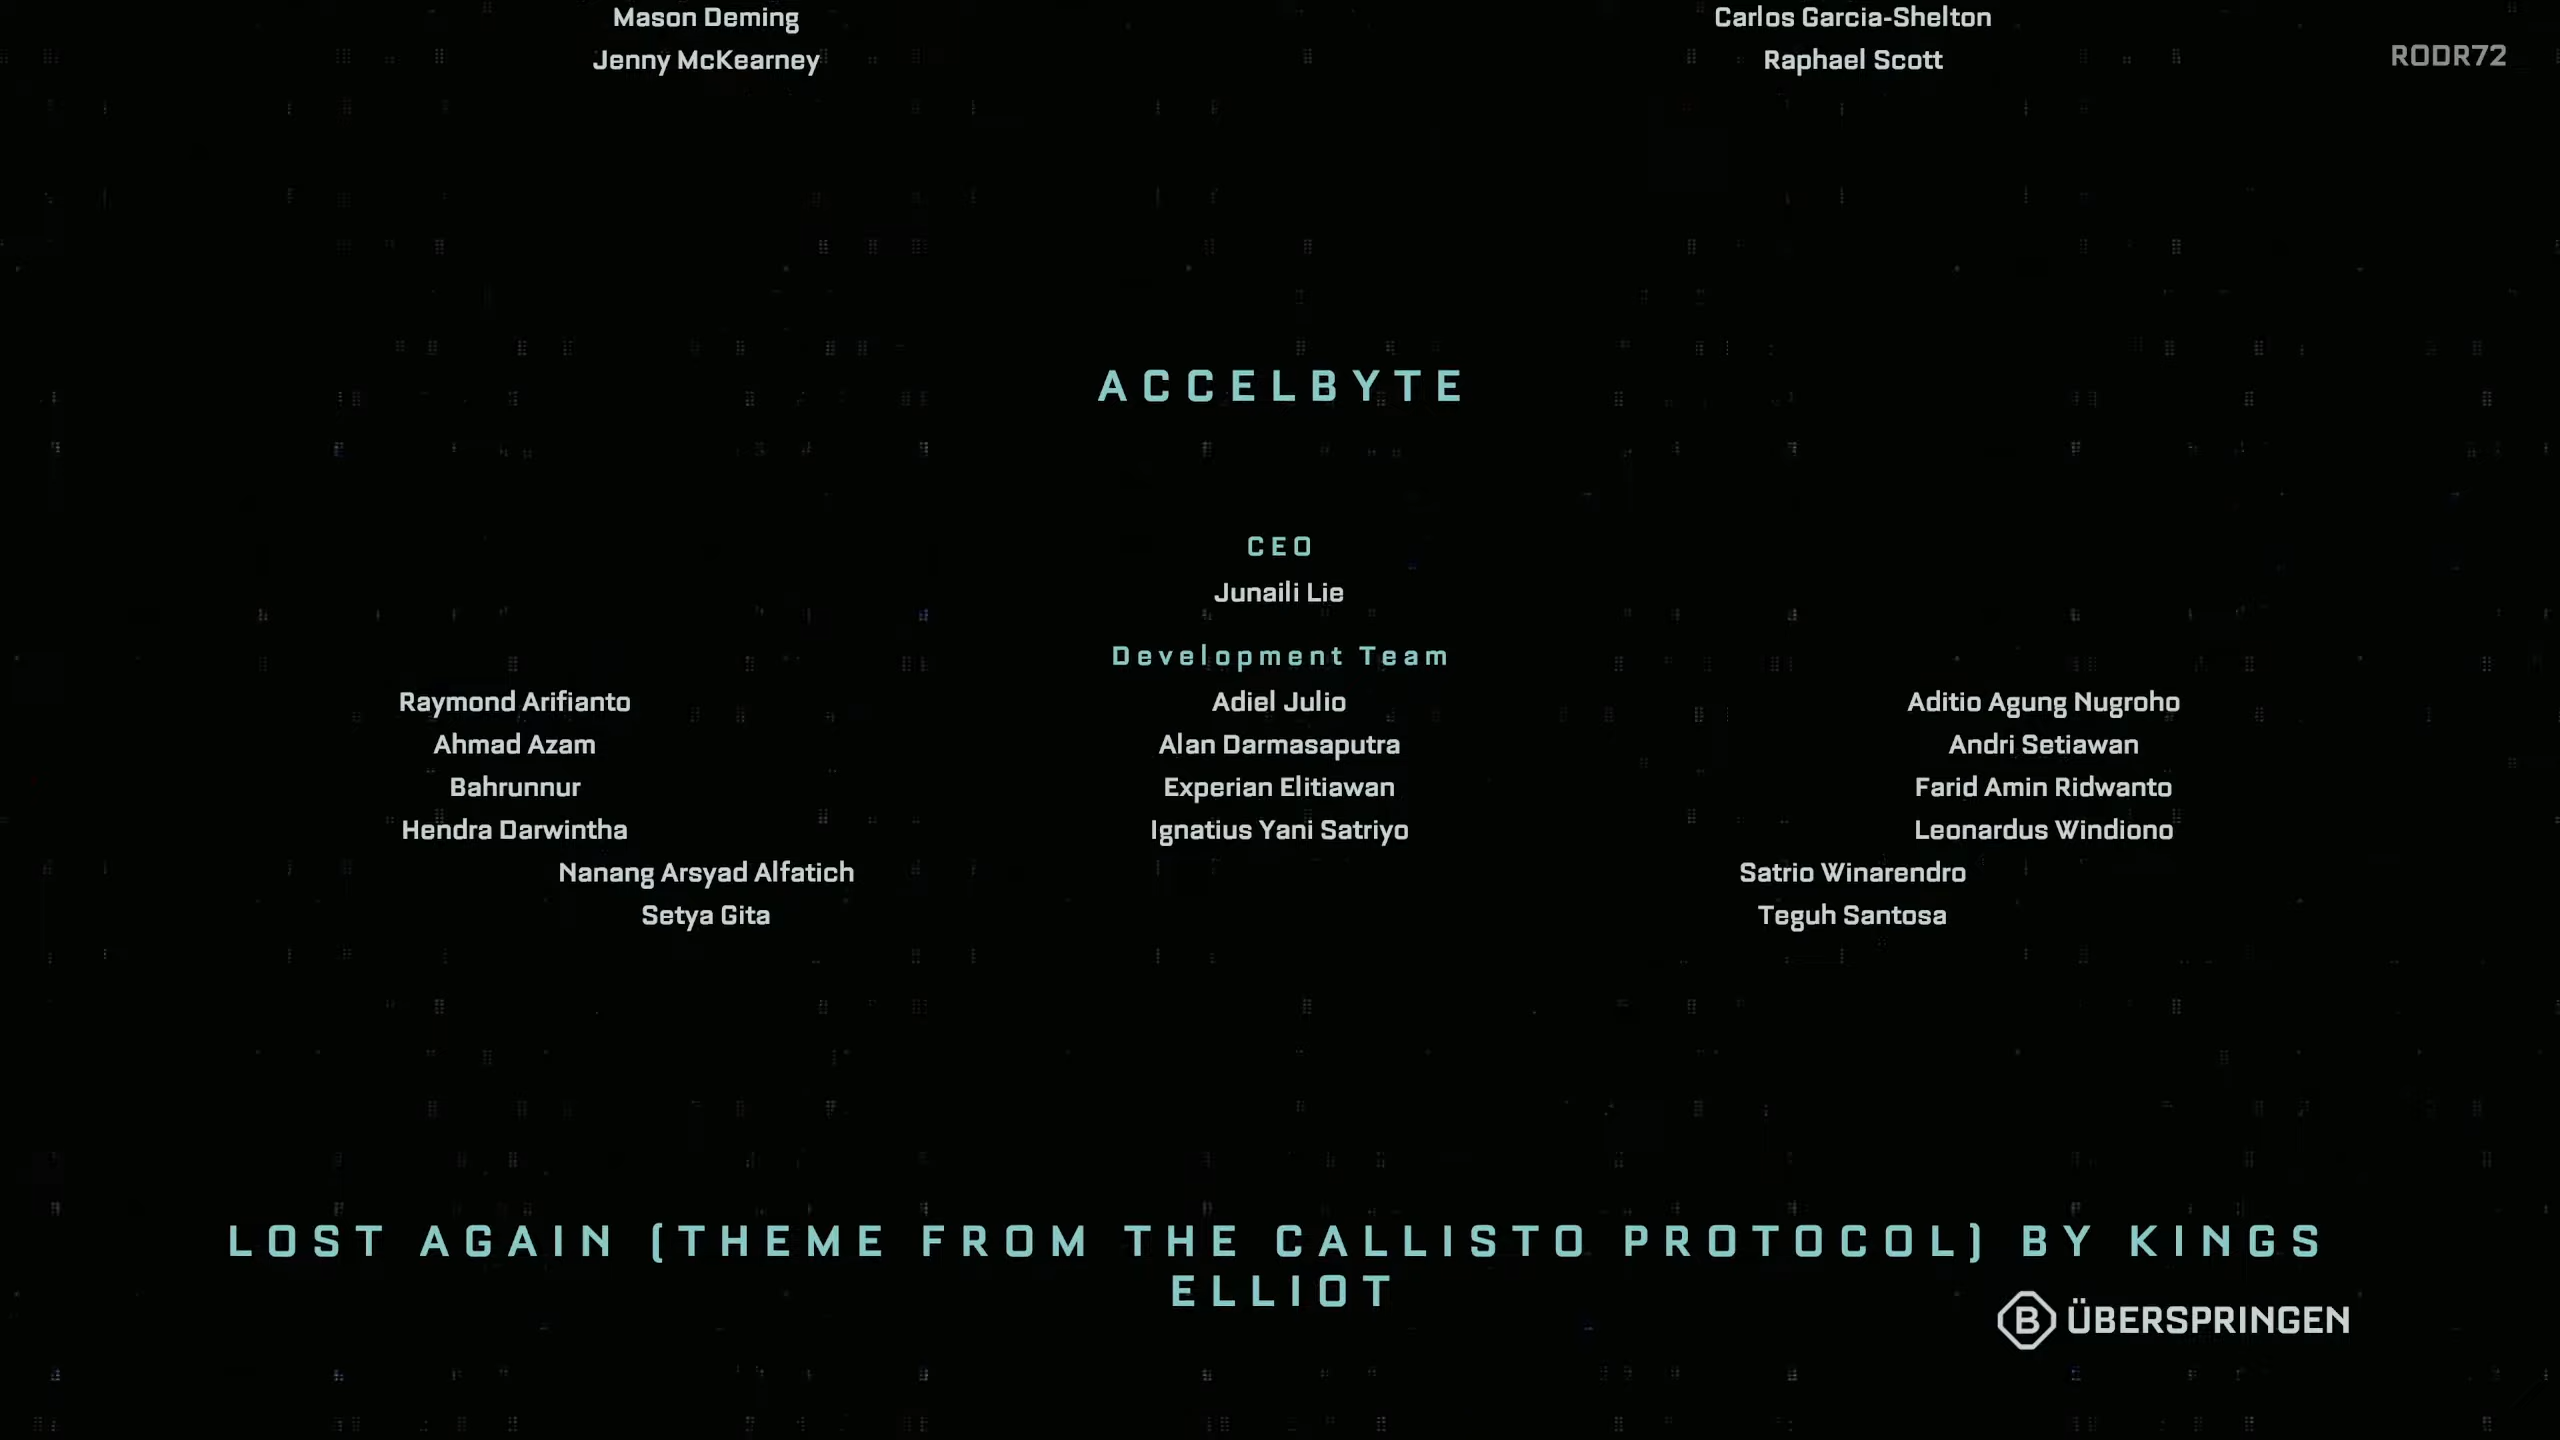 Mason Deming Carlos Garcia-Shelton
Jenny McKearney Raphael Scott
RODR72
ACCELBYTE
CEO
Junaili Lie
Development Team
Raymond Arifianto Adiel Julio Aditio Agung Nugroho
Ahmad Azam Alan Darmasaputra Andri Setiawan
Bahrunnur Experian Elitiawan Farid Amin Ridwanto
Hendra Darwintha Ignatius Yani Satriyo Leonardus Windiono
Nanang Arsyad Alfatich Satrio Winarendro
Setya Gita Teguh Santosa
LOST AGAIN (THEME FROM THE CALLISTO PROTOCOL) BY KINGS
ELLIOT
B ÜBERSPRINGEN